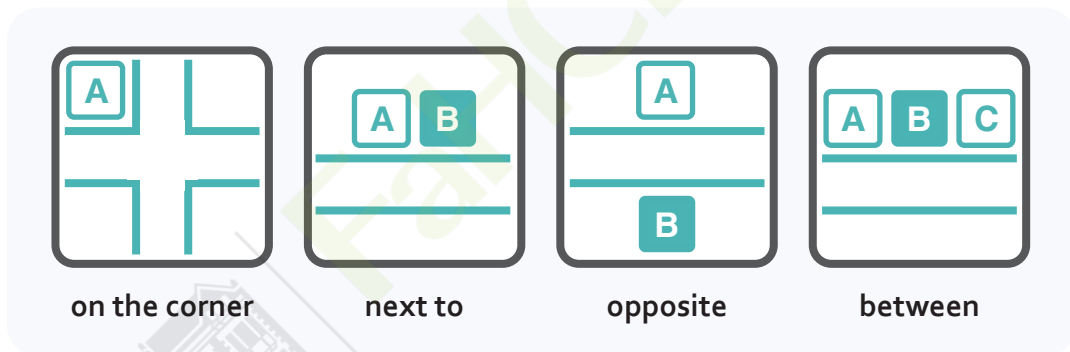 A
A B
A
B
A B C
on the corner
next to
opposite
between